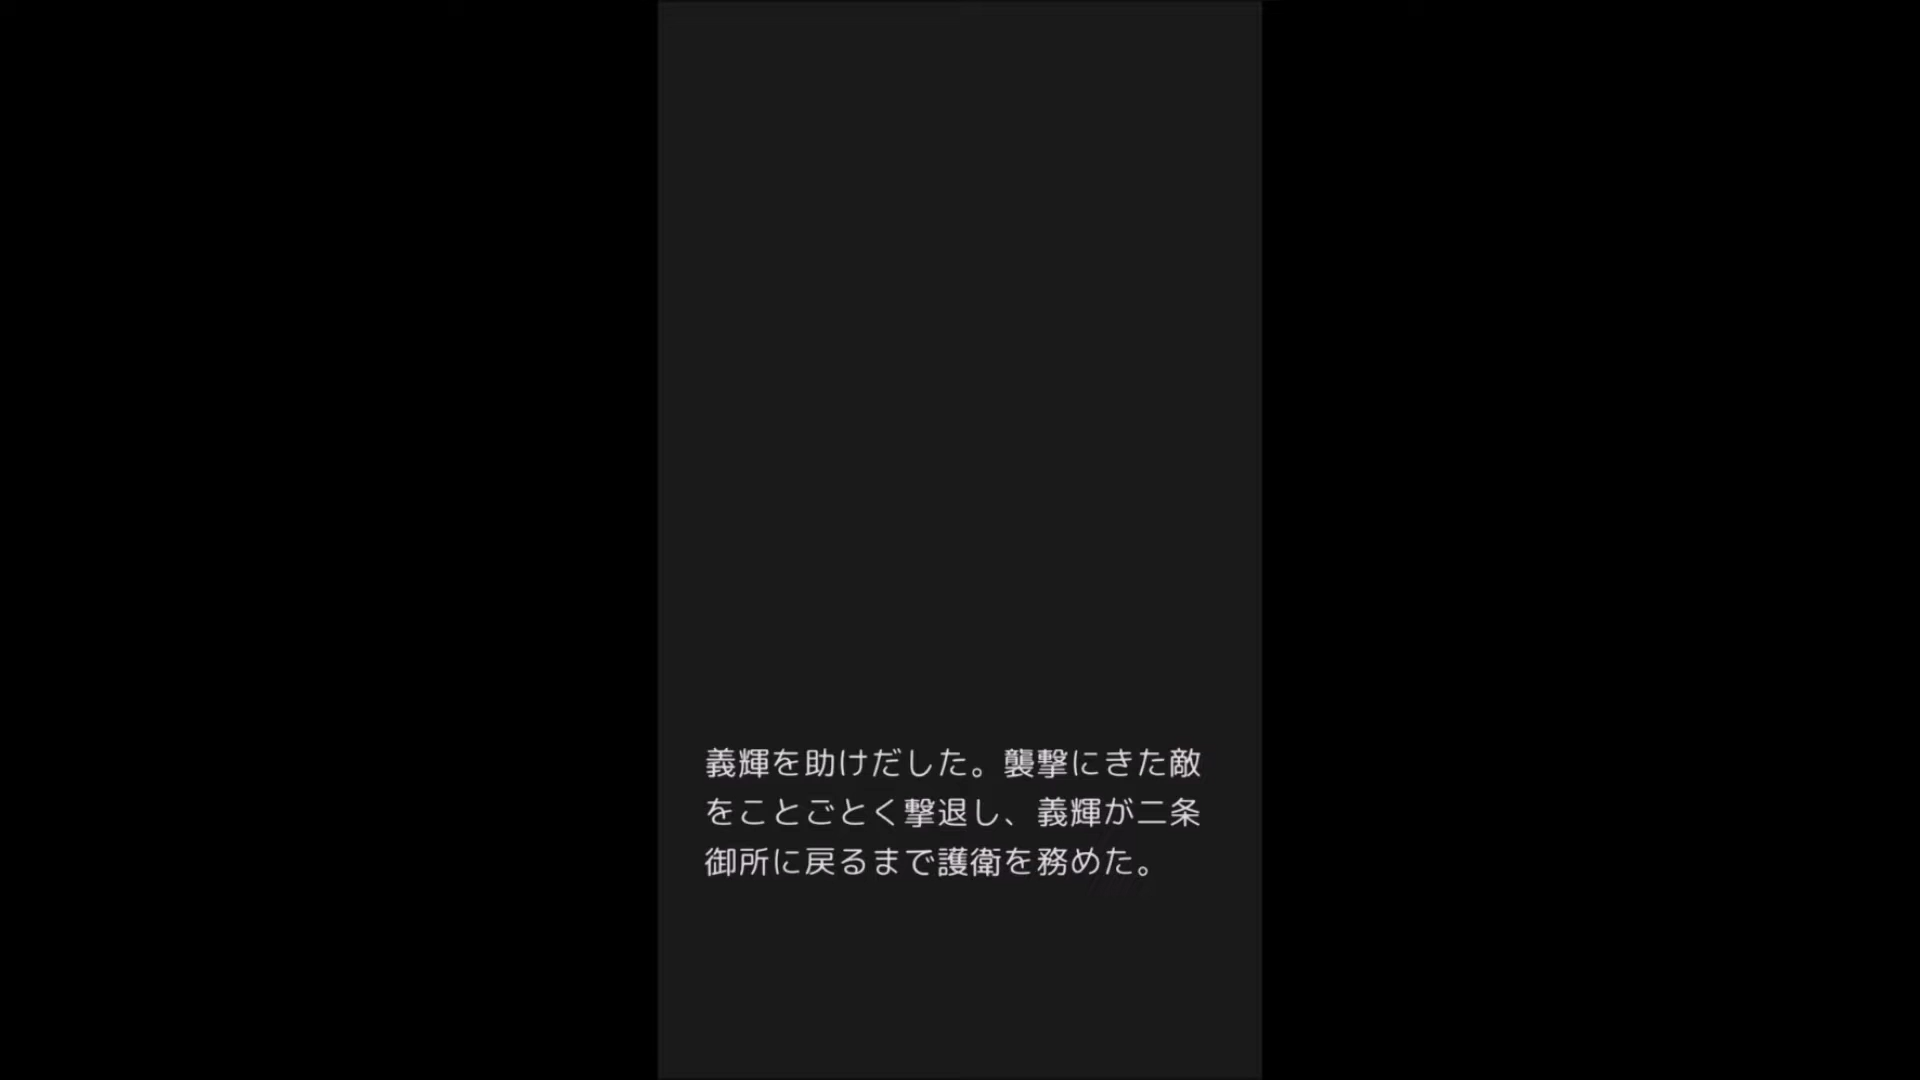 義輝を助けだした。襲撃にきた敵
をことごとく撃退し、義輝が二条
御所に戻るまで護衛を務めた。